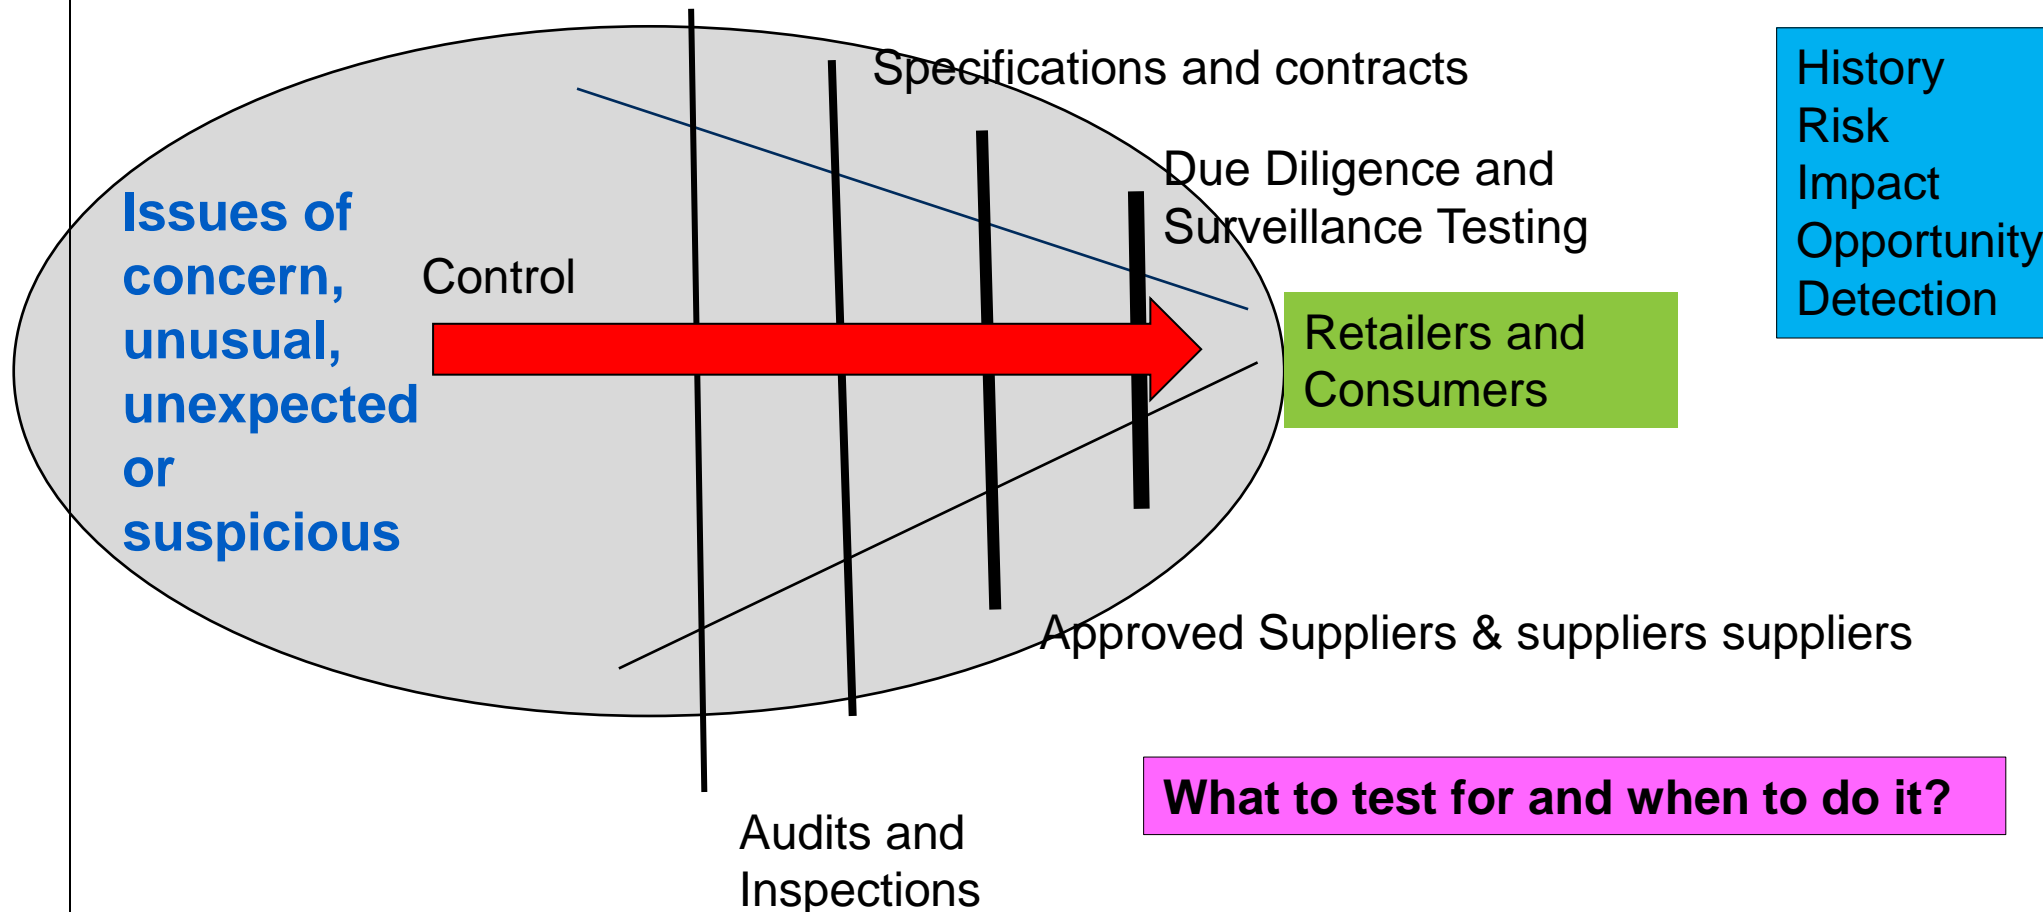 Specifications and contracts
History
Risk
Impact
Opportunity
Detection
Due Diligence and
Surveillance Testing
Issues of
concern,
unusual,
unexpected
or
suspicious
Control
Retailers and
Consumers
Approved Suppliers & suppliers suppliers
What to test for and when to do it?
Audits and
Inspections